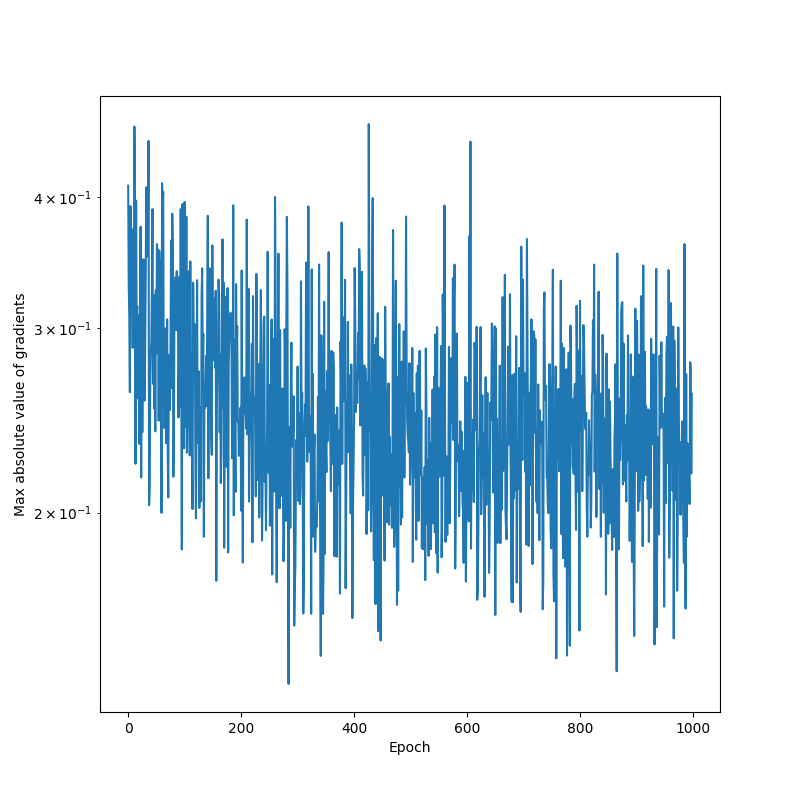 Max absolute value of gradients
4 × 10⁻¹
3 × 10⁻¹
2 × 10⁻¹
0 200 400 600 800 1000
Epoch